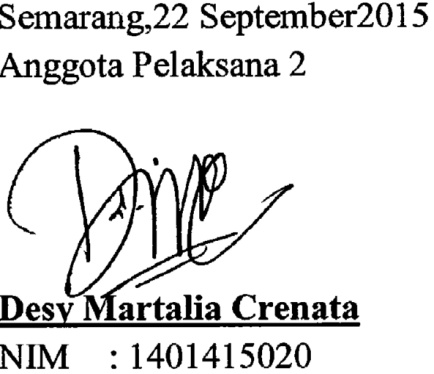 Semarang,22 September2015
Anggota Pelaksana 2
Desy Martalia Crenata
NIM : 1401415020